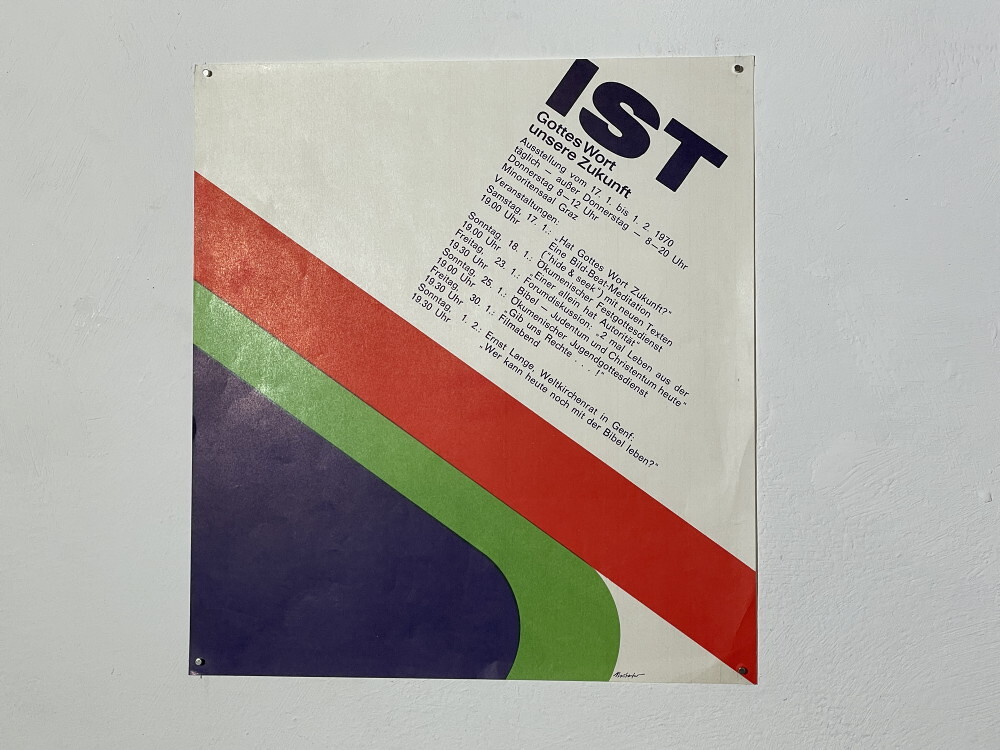 IST
Gottes Wort
unsere Zukunft
Ausstellung vom 17. 1. bis 1. 2. 1970
täglich — außer Donnerstag — 8—20 Uhr
Donnerstag 8—12 Uhr
Minoritensaal Graz
Veranstaltungen:
Samstag, 17. 1.: „Hat Gottes Wort Zukunft?"
19.00 Uhr Eine Bild-Beat-Meditation
("hide & seek") mit neuen Texten
Sonntag, 18. 1.: Ökumenischer Festgottesdienst
19.00 Uhr „Einer allein hat Autorität"
Freitag, 23. 1.: Forumdiskussion: „2 mal Leben aus der
19.30 Uhr Bibel — Judentum und Christentum heute"
Sonntag, 25. 1.: Ökumenischer Jugendgottesdienst
19.00 Uhr „Gib uns Rechte . . . !"
Freitag, 30. 1.: Filmabend
19.30 Uhr
Sonntag, 1. 2.: Ernst Lange, Weltkirchenrat in Genf:
19.30 Uhr „Wer kann heute noch mit der Bibel leben?"